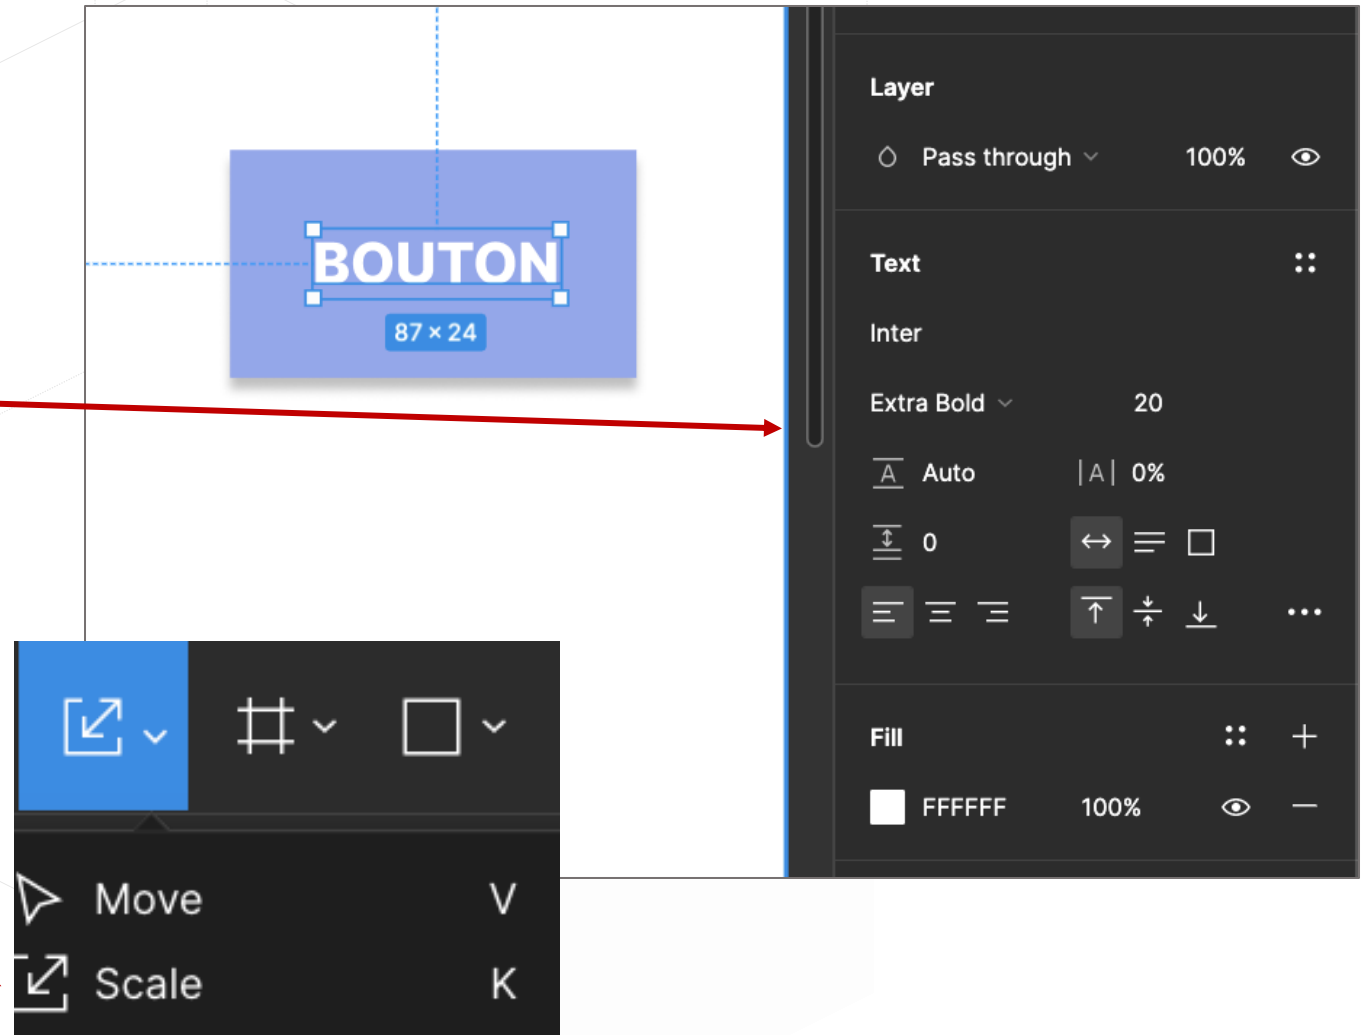 BOUTON
87 × 24
Layer
Pass through 100%
Text
Inter
Extra Bold 20
A Auto |A| 0%
0
Fill
FFFFFF 100%
Move V
Scale K